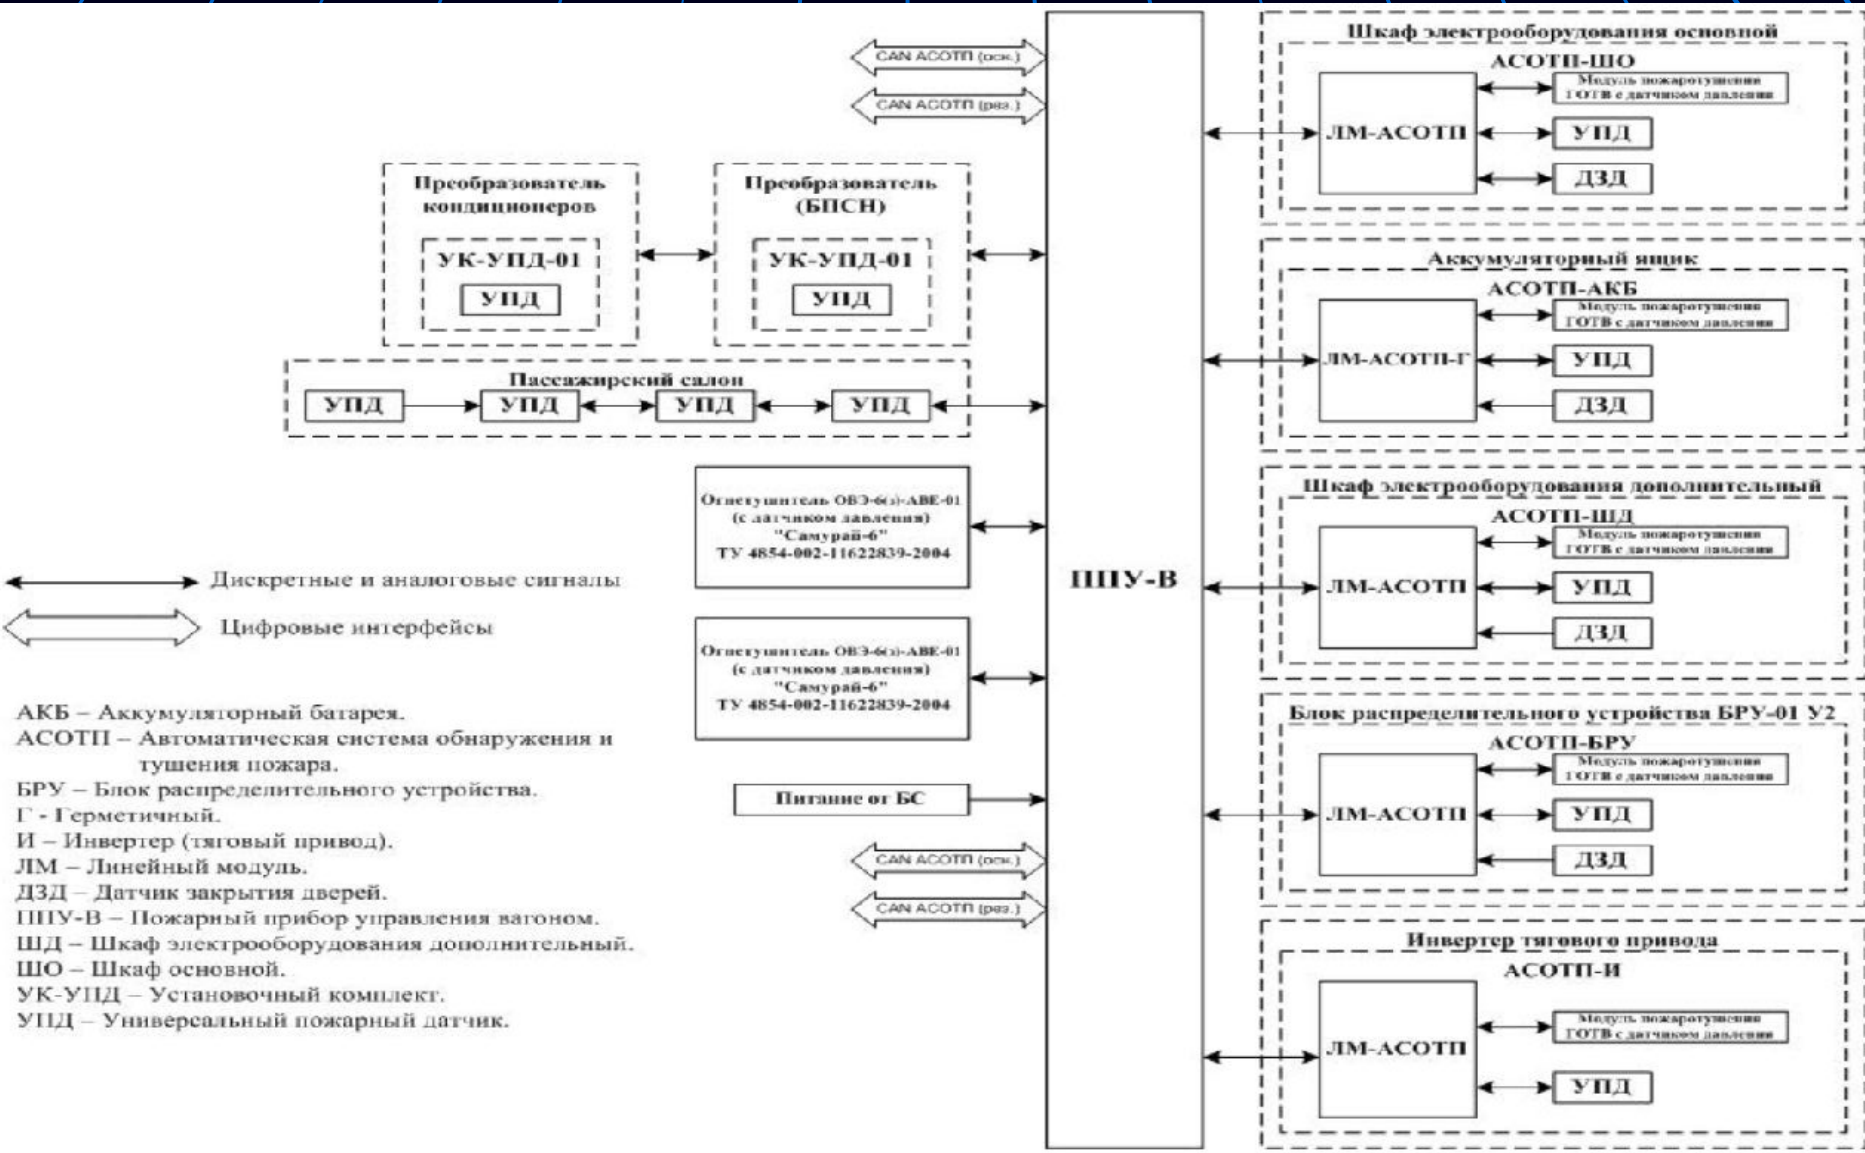 CAN АСОТП (осн.)
CAN АСОТП (рез.)
Преобразователь
кондиционеров
УК-УПД-01
УПД
Преобразователь
(БПСН)
УК-УПД-01
УПД
Пассажирский салон
УПД
УПД
УПД
УПД
Огнетушитель ОВЭ-6(з)-АВЕ-01
(с датчиком давления)
"Самурай-6"
ТУ 4854-002-11622839-2004
Огнетушитель ОВЭ-6(з)-АВЕ-01
(с датчиком давления)
"Самурай-6"
ТУ 4854-002-11622839-2004
Питание от БС
CAN АСОТП (осн.)
CAN АСОТП (рез.)
Дискретные и аналоговые сигналы
Цифровые интерфейсы
АКБ – Аккумуляторный батарея.
АСОТП – Автоматическая система обнаружения и
тушения пожара.
БРУ – Блок распределительного устройства.
Г - Герметичный.
И – Инвертер (тяговый привод).
ЛМ – Линейный модуль.
ДЗД – Датчик закрытия дверей.
ППУ-В – Пожарный прибор управления вагоном.
ШД – Шкаф электрооборудования дополнительный.
ШО – Шкаф основной.
УК-УПД – Установочный комплект.
УПД – Универсальный пожарный датчик.
ППУ-В
Шкаф электрооборудования основной
АСОТП-ШО
ЛМ-АСОТП
Модуль пожаротушения
ГОТВ с датчиком давления
УПД
ДЗД
Аккумуляторный ящик
АСОТП-АКБ
ЛМ-АСОТП-Г
Модуль пожаротушения
ГОТВ с датчиком давления
УПД
ДЗД
Шкаф электрооборудования дополнительный
АСОТП-ШД
ЛМ-АСОТП
Модуль пожаротушения
ГОТВ с датчиком давления
УПД
ДЗД
Блок распределительного устройства БРУ-01 У2
АСОТП-БРУ
ЛМ-АСОТП
Модуль пожаротушения
ГОТВ с датчиком давления
УПД
ДЗД
Инвертер тягового привода
АСОТП-И
ЛМ-АСОТП
Модуль пожаротушения
ГОТВ с датчиком давления
УПД